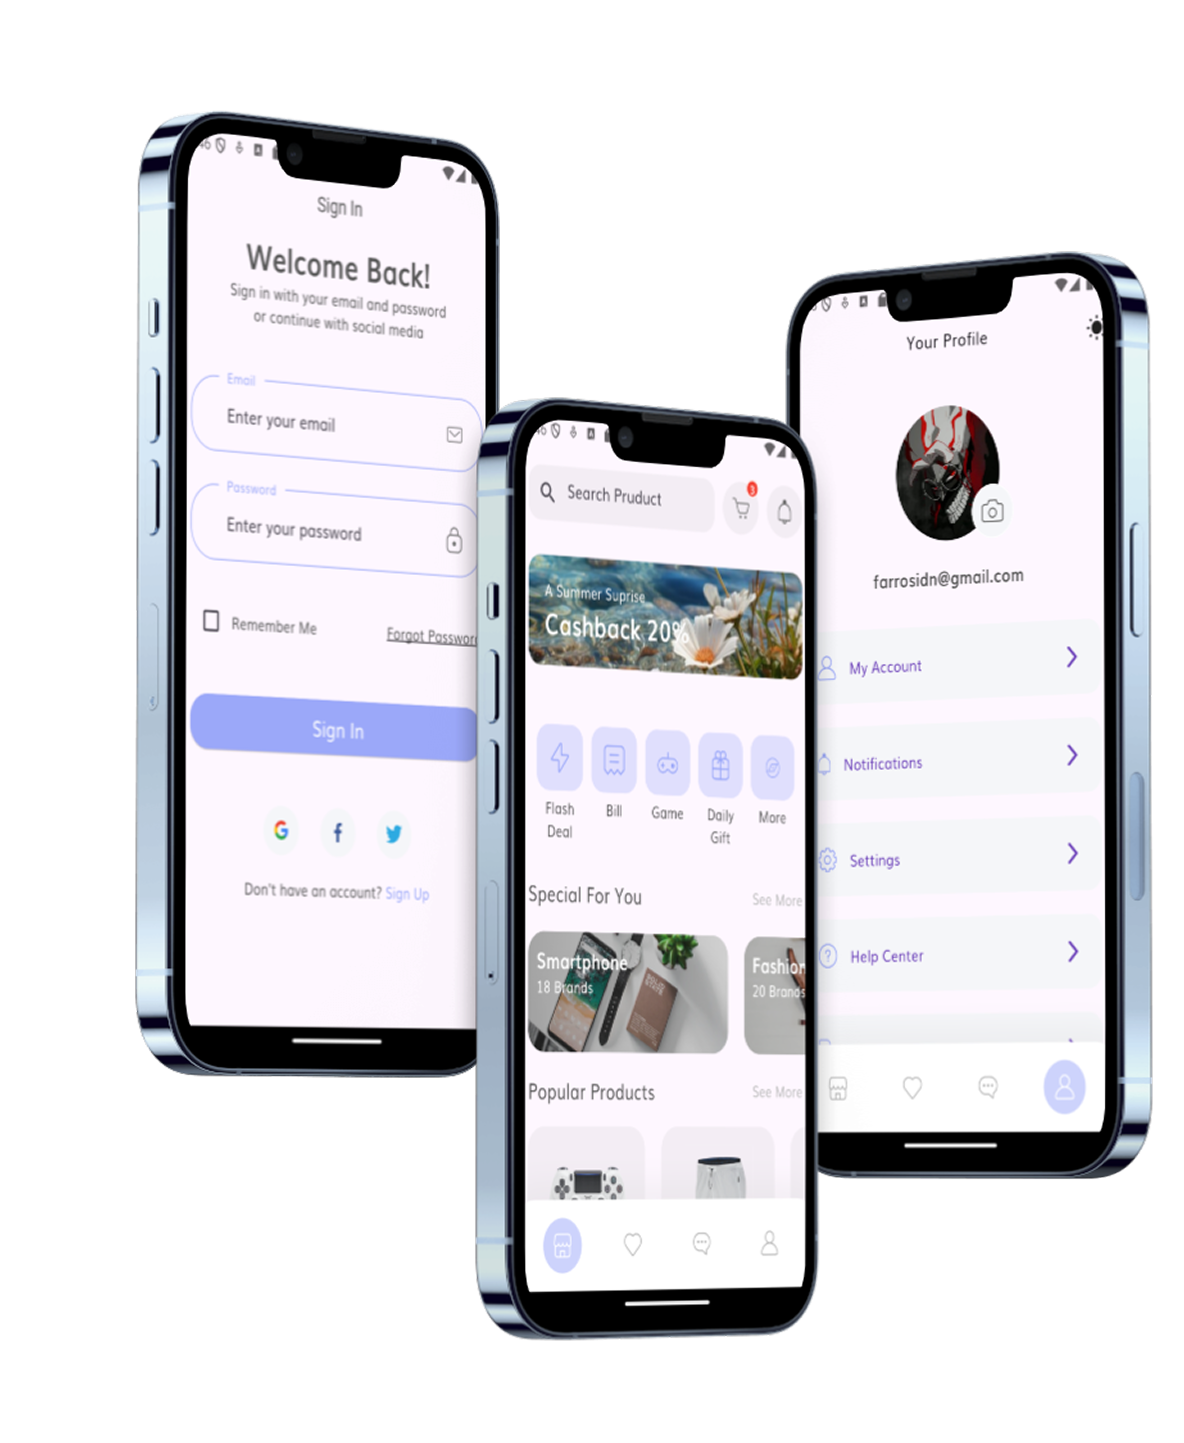 Sign In
Welcome Back!
Sign in with your email and password
or continue with social media
Email
Enter your email
Password
Enter your password
Remember Me
Forgot Passwor
Sign In
Don't have an account? Sign Up
Search Pruduct
3
A Summer Suprise
Cashback 20%
Flash
Deal
Bill
Game
Daily
Gift
More
Special For You
See More
Smartphone
18 Brands
Fashion
20 Brands
Popular Products
See More
Your Profile
farrosidn@gmail.com
My Account
Notifications
Settings
Help Center